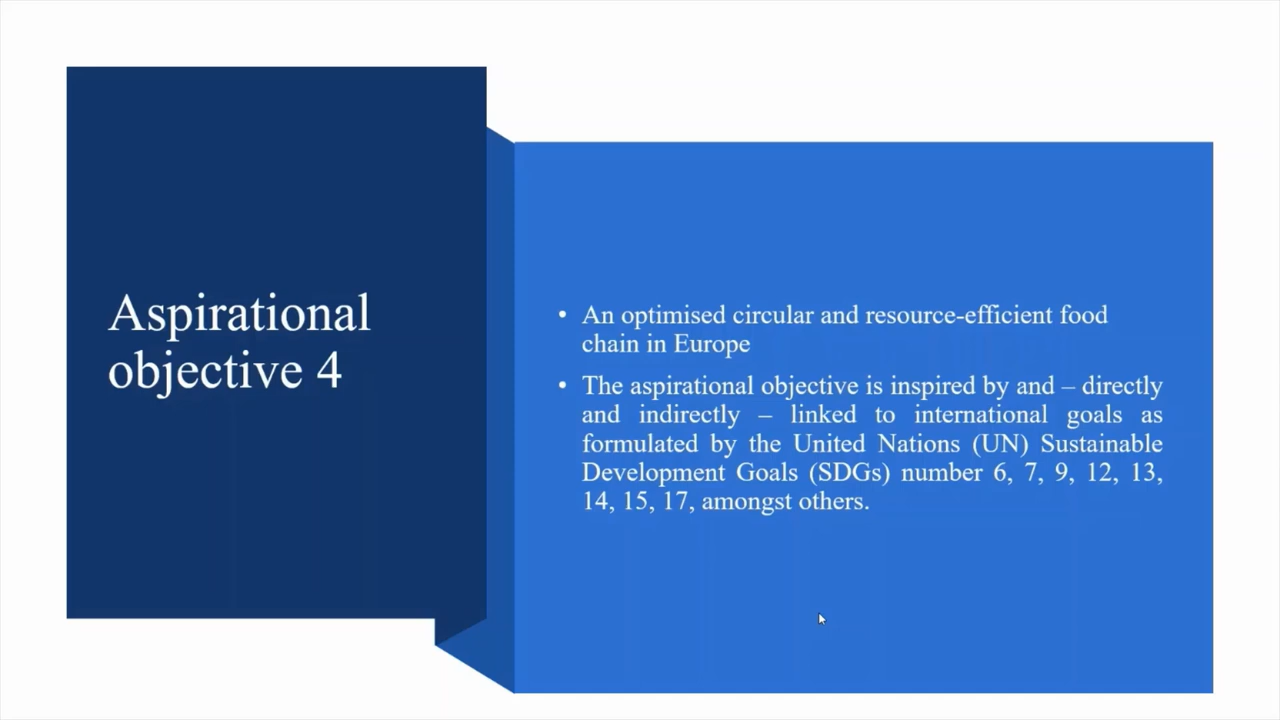 Aspirational
objective 4
• An optimised circular and resource-efficient food
chain in Europe
• The aspirational objective is inspired by and – directly
and indirectly – linked to international goals as
formulated by the United Nations (UN) Sustainable
Development Goals (SDGs) number 6, 7, 9, 12, 13,
14, 15, 17, amongst others.